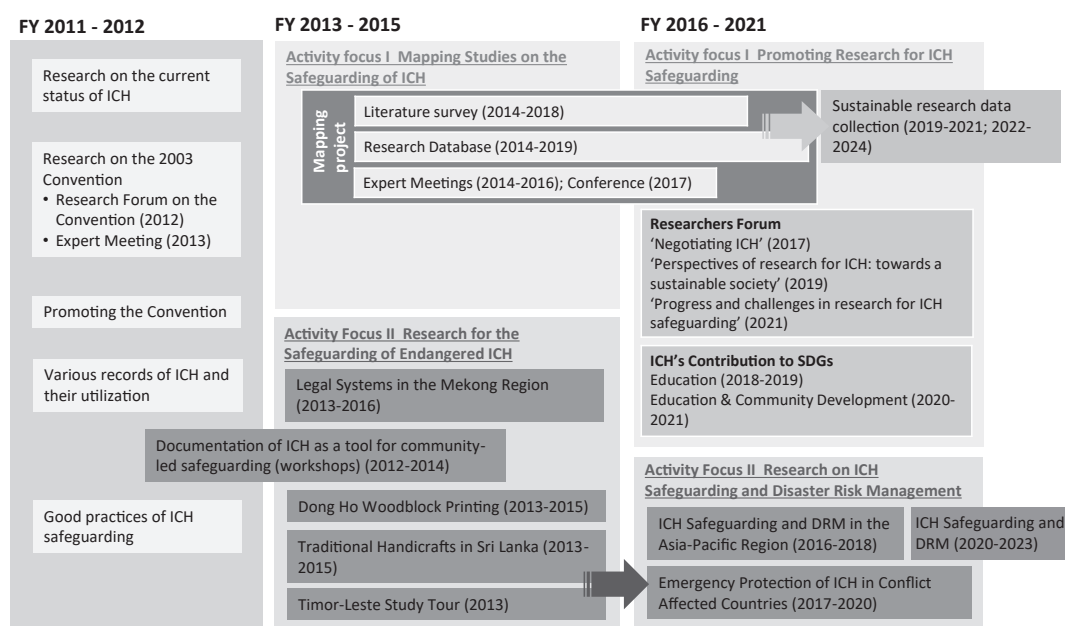 FY 2011 - 2012
Research on the current
status of ICH
Research on the 2003
Convention
• Research Forum on the
Convention (2012)
• Expert Meeting (2013)
Promoting the Convention
Various records of ICH and
their utilization
Good practices of ICH
safeguarding
FY 2013 - 2015
Activity focus I Mapping Studies on the
Safeguarding of ICH
Mapping
project
Literature survey (2014-2018)
Research Database (2014-2019)
Expert Meetings (2014-2016); Conference (2017)
Activity Focus II Research for the
Safeguarding of Endangered ICH
Legal Systems in the Mekong Region
(2013-2016)
Documentation of ICH as a tool for community-
led safeguarding (workshops) (2012-2014)
Dong Ho Woodblock Printing (2013-2015)
Traditional Handicrafts in Sri Lanka (2013-
2015)
Timor-Leste Study Tour (2013)
FY 2016 - 2021
Activity focus I Promoting Research for ICH
Safeguarding
Sustainable research data
collection (2019-2021; 2022-
2024)
Researchers Forum
‘Negotiating ICH’ (2017)
‘Perspectives of research for ICH: towards a
sustainable society’ (2019)
‘Progress and challenges in research for ICH
safeguarding’ (2021)
ICH’s Contribution to SDGs
Education (2018-2019)
Education & Community Development (2020-
2021)
Activity Focus II Research on ICH
Safeguarding and Disaster Risk Management
ICH Safeguarding and DRM in the
Asia-Pacific Region (2016-2018)
ICH Safeguarding and
DRM (2020-2023)
Emergency Protection of ICH in Conflict
Affected Countries (2017-2020)